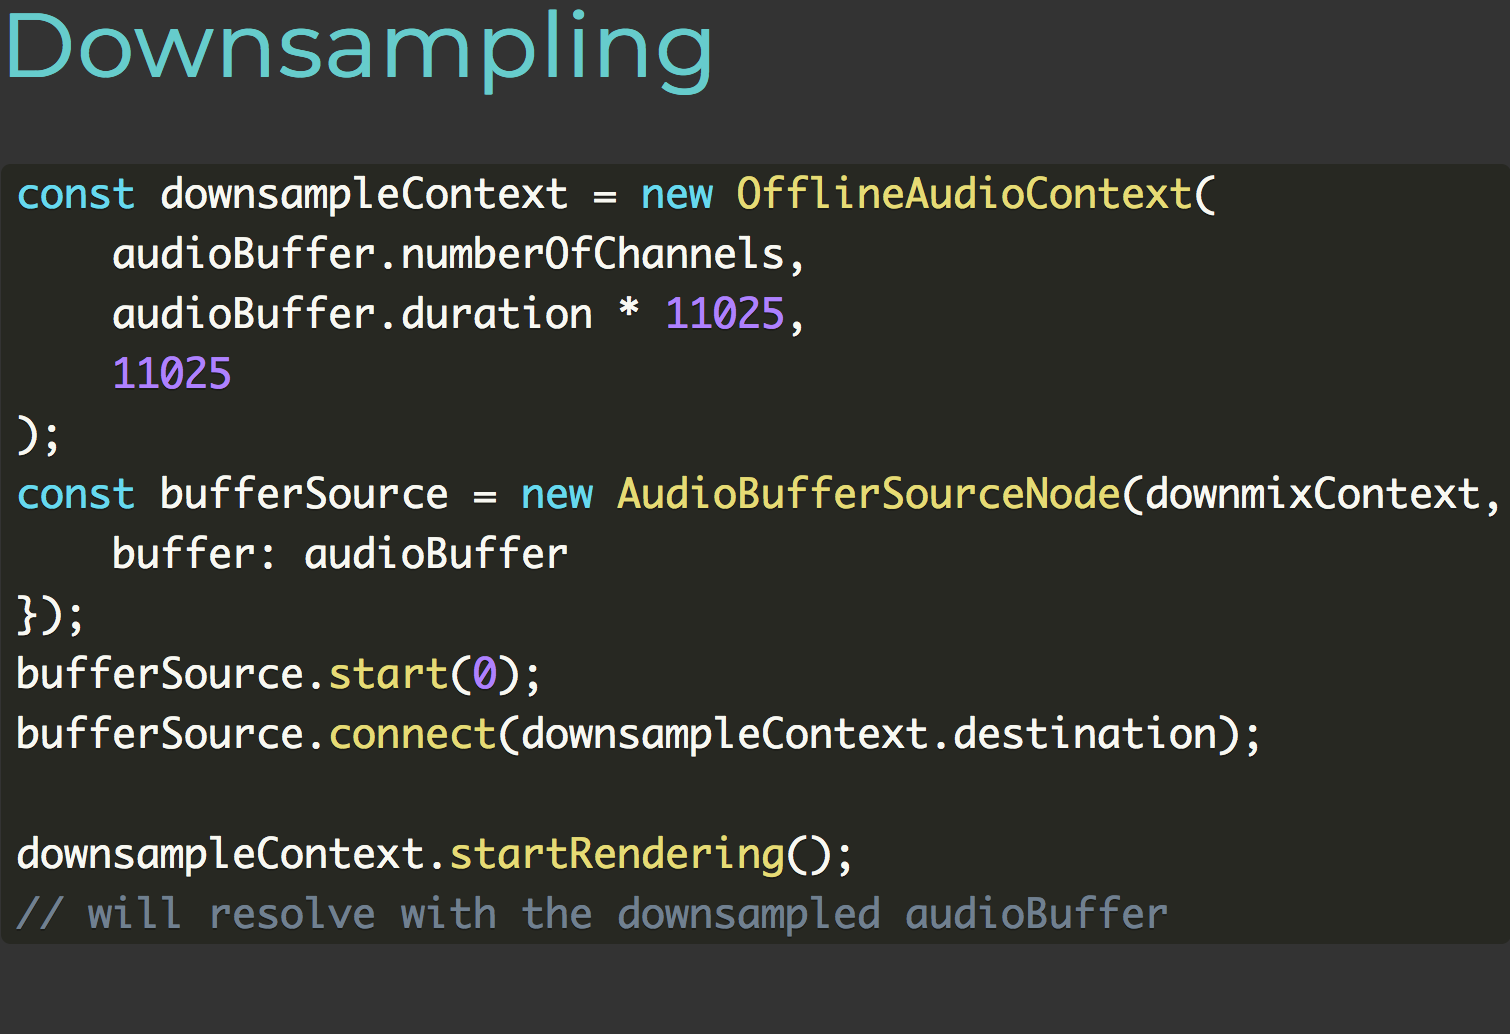 Downsampling
const downsampleContext = new OfflineAudioContext(
    audioBuffer.numberOfChannels,
    audioBuffer.duration * 11025,
    11025
);
const bufferSource = new AudioBufferSourceNode(downmixContext,
    buffer: audioBuffer
});
bufferSource.start(0);
bufferSource.connect(downsampleContext.destination);
downsampleContext.startRendering();
// will resolve with the downsampled audioBuffer